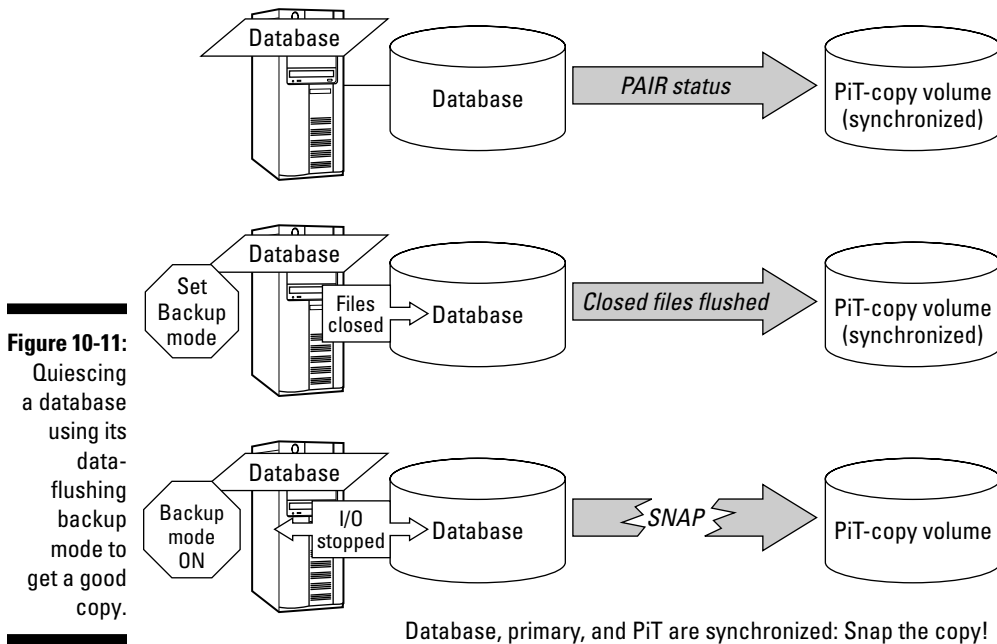 Database
Database
PAIR status
PiT-copy volume
(synchronized)
Database
Set
Backup
mode
Files
closed
Database
Closed files flushed
PiT-copy volume
(synchronized)
Figure 10-11:
Quiescing
a database
using its
data-
flushing
backup
mode to
get a good
copy.
Database
Backup
mode
ON
I/O
stopped
Database
SNAP
PiT-copy volume
Database, primary, and PiT are synchronized: Snap the copy!